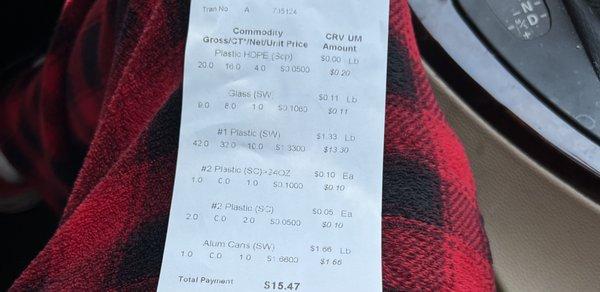 Tran No A 735124
Commodity CRV UM
Gross/CT*/Net/Unit Price Amount
Plastic HDPE (Scp) $0.00 Lb
20.0 16.0 4.0 $0.0500 $0.20
Glass (SW) $0.11 Lb
9.0 8.0 1.0 $0.1060 $0.11
#1 Plastic (SW) $1.33 Lb
42.0 32.0 10.0 $1.3300 $13.30
#2 Plastic (SC)>24OZ $0.10 Ea
1.0 0.0 1.0 $0.1000 $0.10
#2 Plastic (SC) $0.05 Ea
2.0 0.0 2.0 $0.0500 $0.10
Alum Cans (SW) $1.66 Lb
1.0 0.0 1.0 $1.6600 $1.66
Total Payment $15.47
N
D